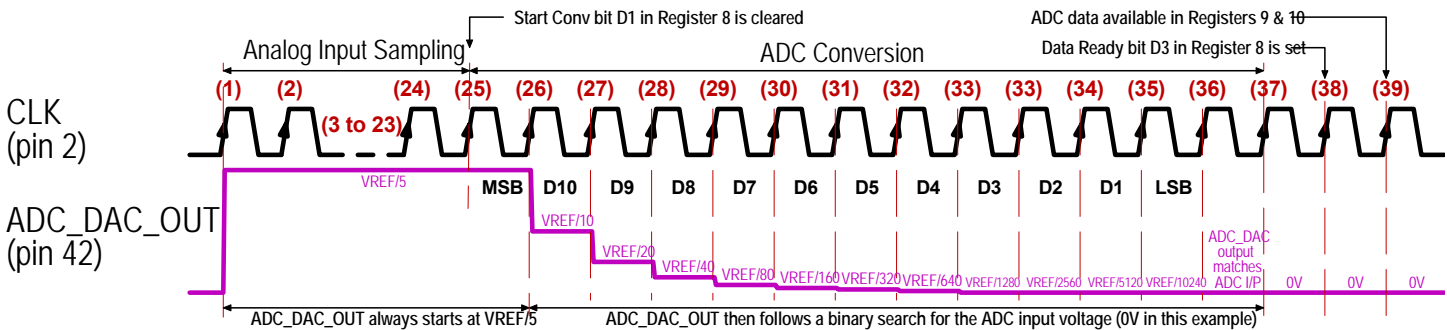 Start Conv bit D1 in Register 8 is cleared
ADC data available in Registers 9 & 10
Analog Input Sampling
ADC Conversion
Data Ready bit D3 in Register 8 is set
(1) (2) (24) (25) (26) (27) (28) (29) (30) (31) (32) (33) (33) (34) (35) (36) (37) (38) (39)
CLK
(pin 2)
(3 to 23)
VREF/5
MSB D10 D9 D8 D7 D6 D5 D4 D3 D2 D1 LSB
ADC_DAC_OUT
(pin 42)
VREF/10
VREF/20
VREF/40
VREF/80
VREF/160
VREF/320
VREF/640
VREF/1280
VREF/2560
VREF/5120
VREF/10240
ADC_DAC
output
matches
ADC I/P
0V 0V 0V
ADC_DAC_OUT always starts at VREF/5
ADC_DAC_OUT then follows a binary search for the ADC input voltage (0V in this example)